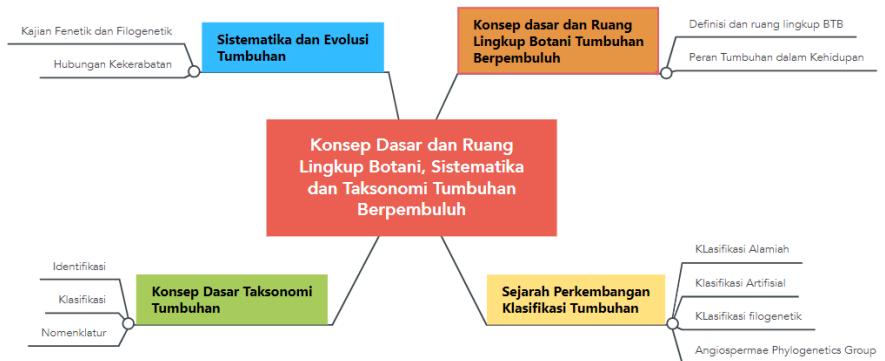 Kajian Fenetik dan Filogenetik
Hubungan Kekerabatan
Sistematika dan Evolusi
Tumbuhan
Konsep dasar dan Ruang
Lingkup Botani Tumbuhan
Berpembuluh
Definisi dan ruang lingkup BTB
Peran Tumbuhan dalam Kehidupan
Konsep Dasar dan Ruang
Lingkup Botani, Sistematika
dan Taksonomi Tumbuhan
Berpembuluh
Identifikasi
Klasifikasi
Nomenklatur
Konsep Dasar Taksonomi
Tumbuhan
Sejarah Perkembangan
Klasifikasi Tumbuhan
KLasifikasi Alamiah
Klasifikasi Artifisial
KLasifikasi filogenetik
Angiospermae Phylogenetics Group